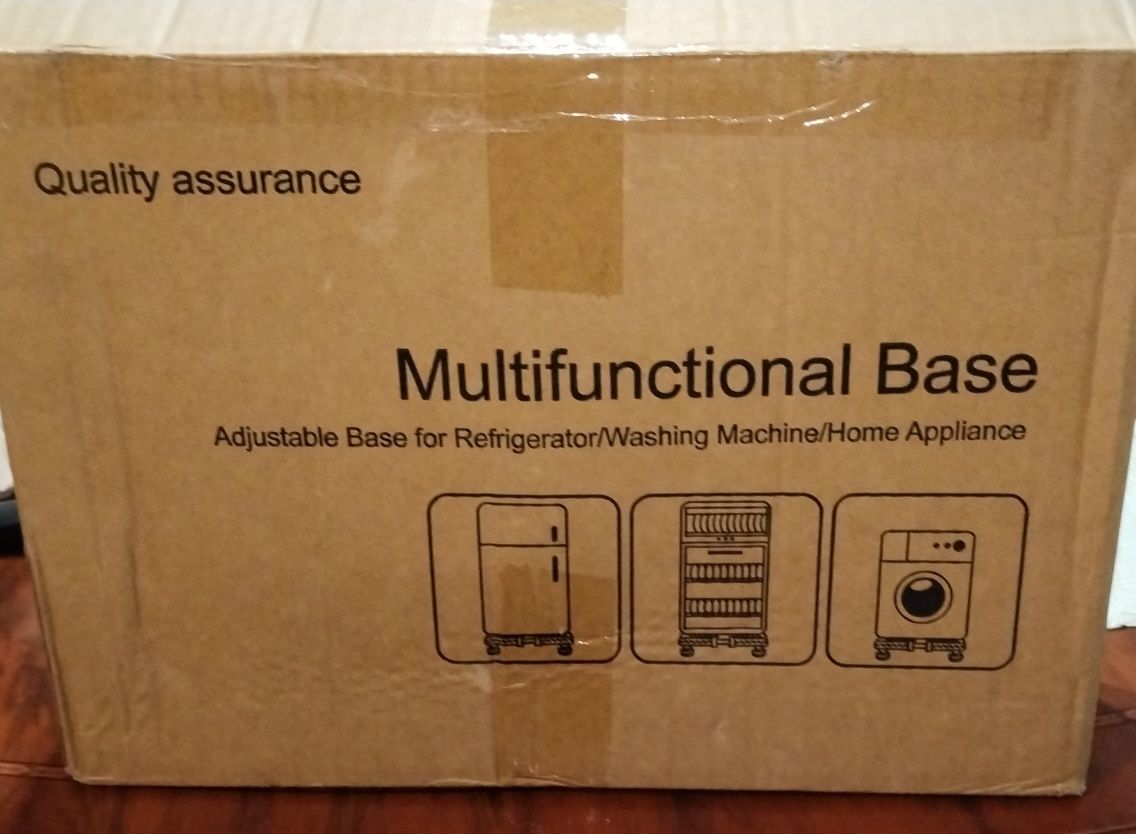 Quality assurance
Multifunctional Base
Adjustable Base for Refrigerator/Washing Machine/Home Appliance